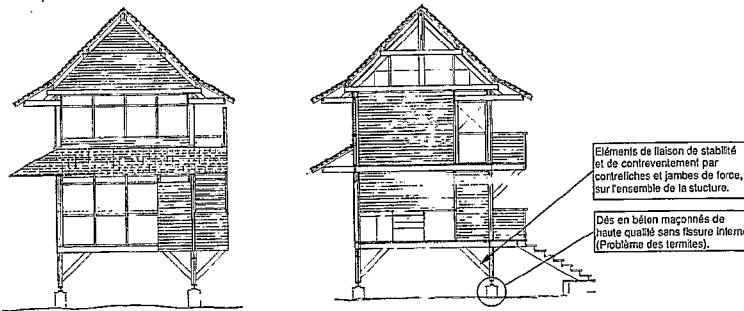 Eléments de liaison de stabilité
et de contreventement par
contrefiches et jambes de force,
sur l'ensemble de la stucture.
Dés en béton maçonnés de
haute qualité sans fissure interne
(Problème des termites).